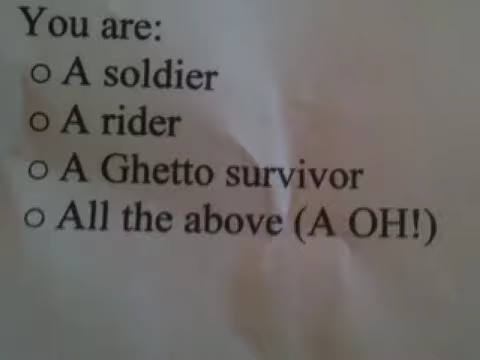 You are:
o A soldier
o A rider
o A Ghetto survivor
o All the above (A OH!)